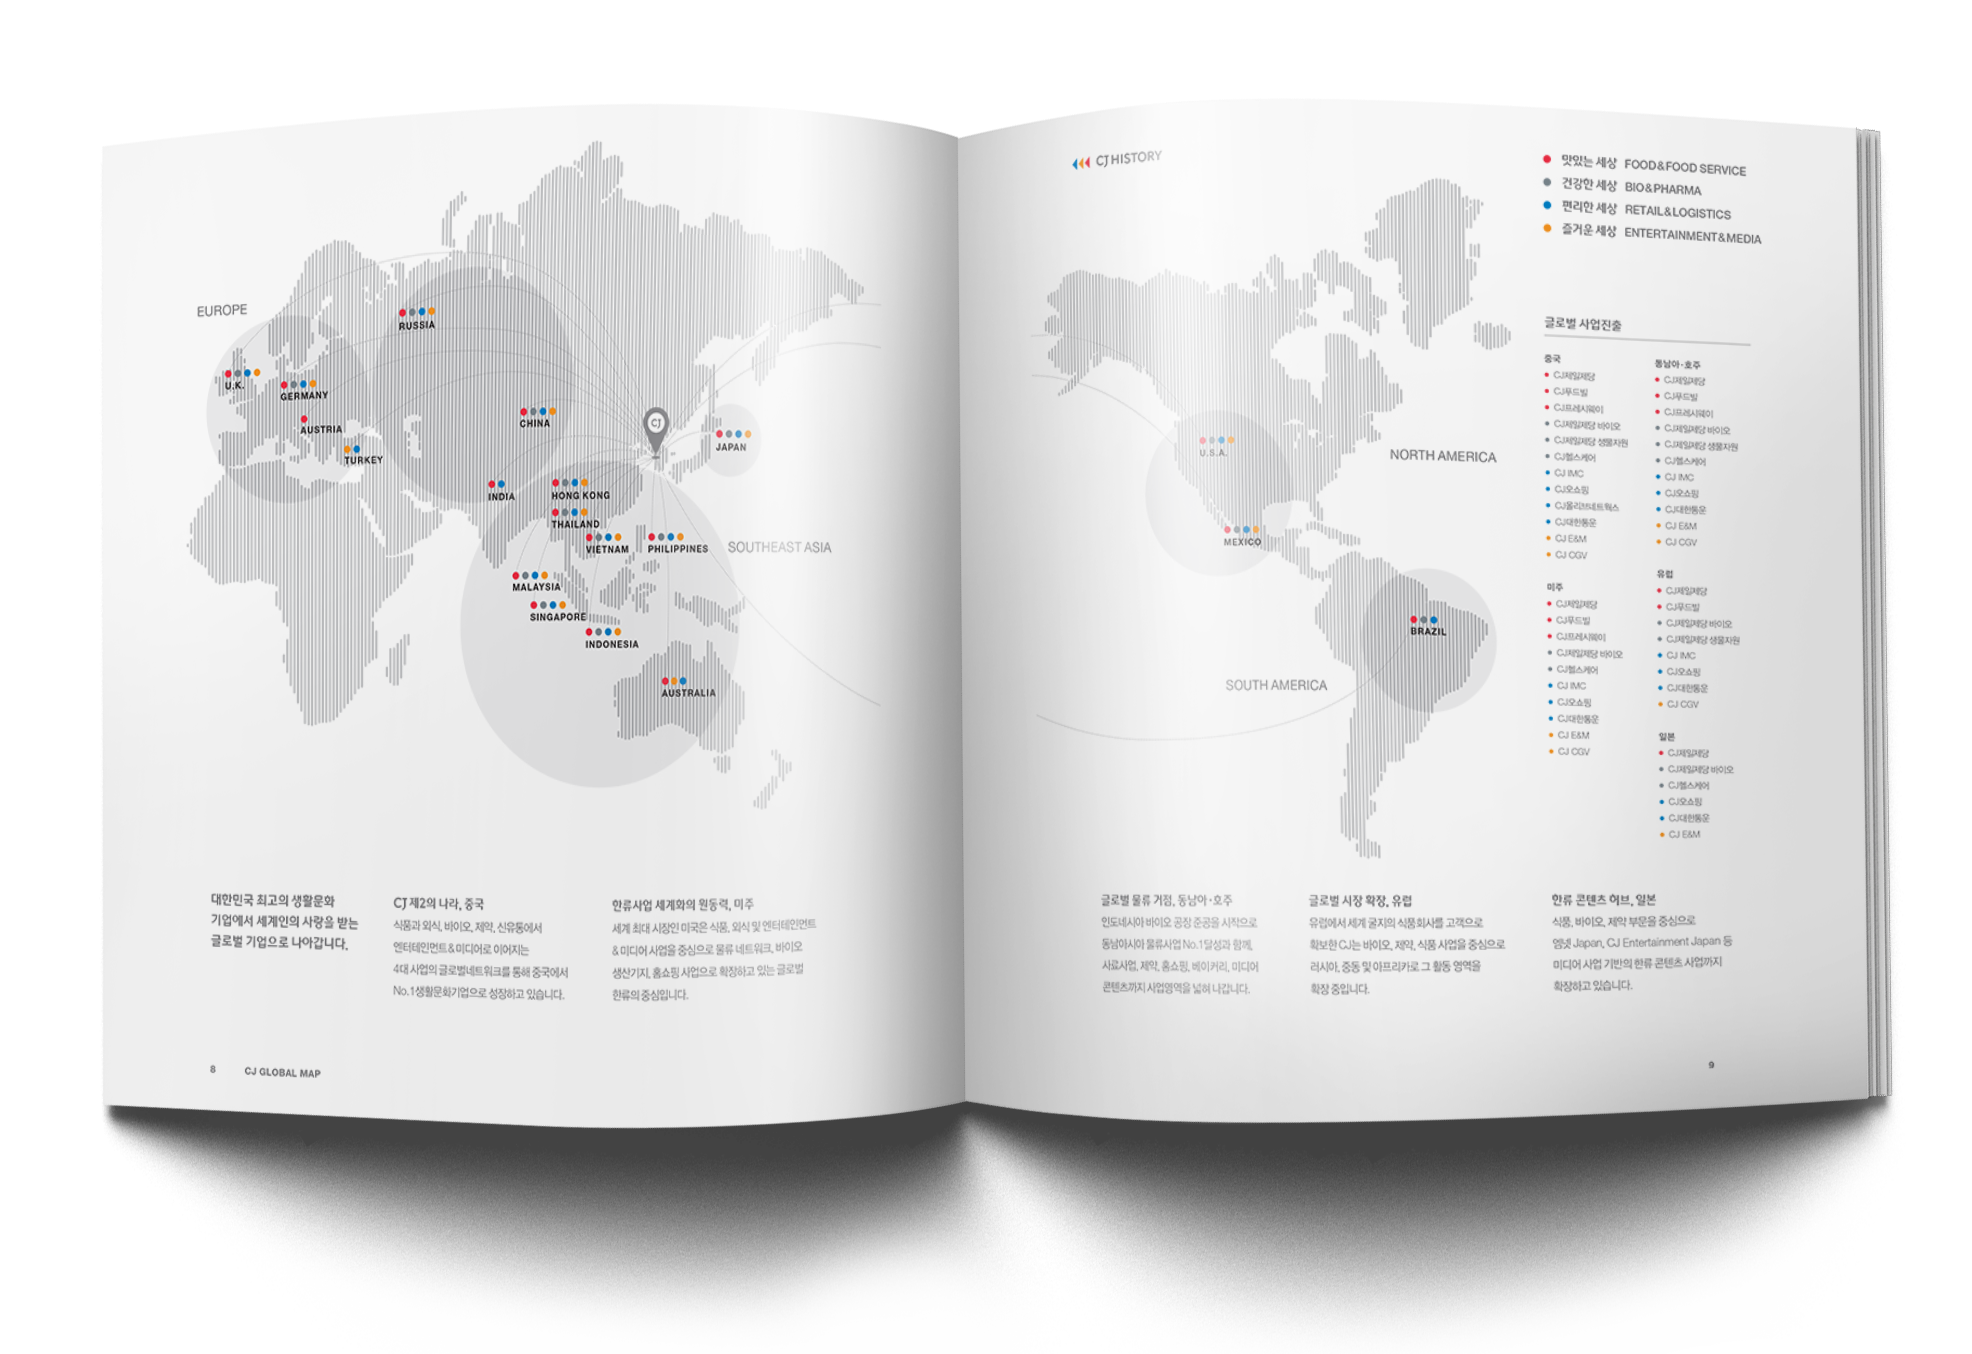 EUROPE
RUSSIA
U.K.
GERMANY
AUSTRIA
TURKEY
CHINA
CJ
JAPAN
INDIA
HONG KONG
THAILAND
VIETNAM
PHILIPPINES
SOUTHEAST ASIA
MALAYSIA
SINGAPORE
INDONESIA
AUSTRALIA
대한민국 최고의 생활문화
기업에서 세계인의 사랑을 받는
글로벌 기업으로 나아갑니다.
CJ 제2의 나라, 중국
식품과 외식, 바이오, 제약, 신유통에서
엔터테인먼트&미디어로 이어지는
4대 사업의 글로벌네트워크를 통해 중국에서
No.1생활문화기업으로 성장하고 있습니다.
한류사업 세계화의 원동력, 미주
세계 최대 시장인 미국은 식품, 외식 및 엔터테인먼트
& 미디어 사업을 중심으로 물류 네트워크, 바이오
생산기지, 홈쇼핑 사업으로 확장하고 있는 글로벌
한류의 중심입니다.
8 CJ GLOBAL MAP
CJ HISTORY
맛있는 세상 FOOD&FOOD SERVICE
건강한 세상 BIO&PHARMA
편리한 세상 RETAIL&LOGISTICS
즐거운 세상 ENTERTAINMENT&MEDIA
U.S.A.
MEXICO
NORTH AMERICA
BRAZIL
SOUTH AMERICA
글로벌 사업진출
중국
CJ제일제당
CJ푸드빌
CJ프레시웨이
CJ제일제당 바이오
CJ제일제당 생물자원
CJ헬스케어
CJ IMC
CJ오쇼핑
CJ올리브네트웍스
CJ대한통운
CJ E&M
CJ CGV
미주
CJ제일제당
CJ푸드빌
CJ프레시웨이
CJ제일제당 바이오
CJ헬스케어
CJ IMC
CJ오쇼핑
CJ대한통운
CJ E&M
CJ CGV
동남아·호주
CJ제일제당
CJ푸드빌
CJ프레시웨이
CJ제일제당 바이오
CJ제일제당 생물자원
CJ헬스케어
CJ IMC
CJ오쇼핑
CJ대한통운
CJ E&M
CJ CGV
유럽
CJ제일제당
CJ푸드빌
CJ제일제당 바이오
CJ제일제당 생물자원
CJ IMC
CJ오쇼핑
CJ대한통운
CJ CGV
일본
CJ제일제당
CJ제일제당 바이오
CJ헬스케어
CJ오쇼핑
CJ대한통운
CJ E&M
글로벌 물류 거점, 동남아·호주
인도네시아 바이오 공장 준공을 시작으로
동남아시아 물류사업 No.1달성과 함께,
사료사업, 제약, 홈쇼핑, 베이커리, 미디어
콘텐츠까지 사업영역을 넓혀 나갑니다.
글로벌 시장 확장, 유럽
유럽에서 세계 굴지의 식품회사를 고객으로
확보한 CJ는 바이오, 제약, 식품 사업을 중심으로
러시아, 중동 및 아프리카로 그 활동 영역을
확장 중입니다.
한류 콘텐츠 허브, 일본
식품, 바이오, 제약 부문을 중심으로
엠넷 Japan, CJ Entertainment Japan 등
미디어 사업 기반의 한류 콘텐츠 사업까지
확장하고 있습니다.
9